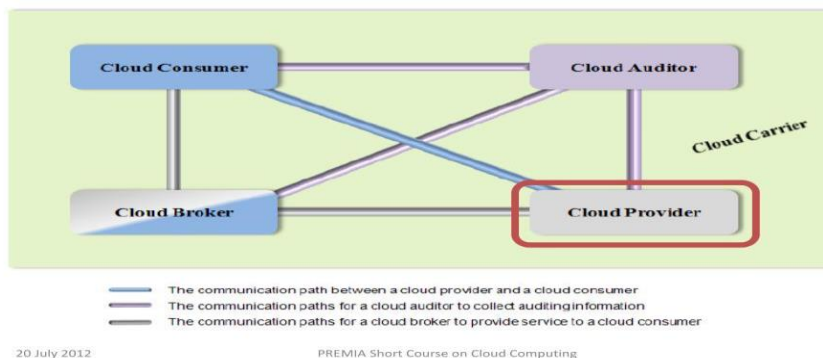 Cloud Consumer
Cloud Auditor
Cloud Carrier
Cloud Broker
Cloud Provider
The communication path between a cloud provider and a cloud consumer
The communication paths for a cloud auditor to collect auditing information
The communication paths for a cloud broker to provide service to a cloud consumer
20 July 2012
PREMIA Short Course on Cloud Computing